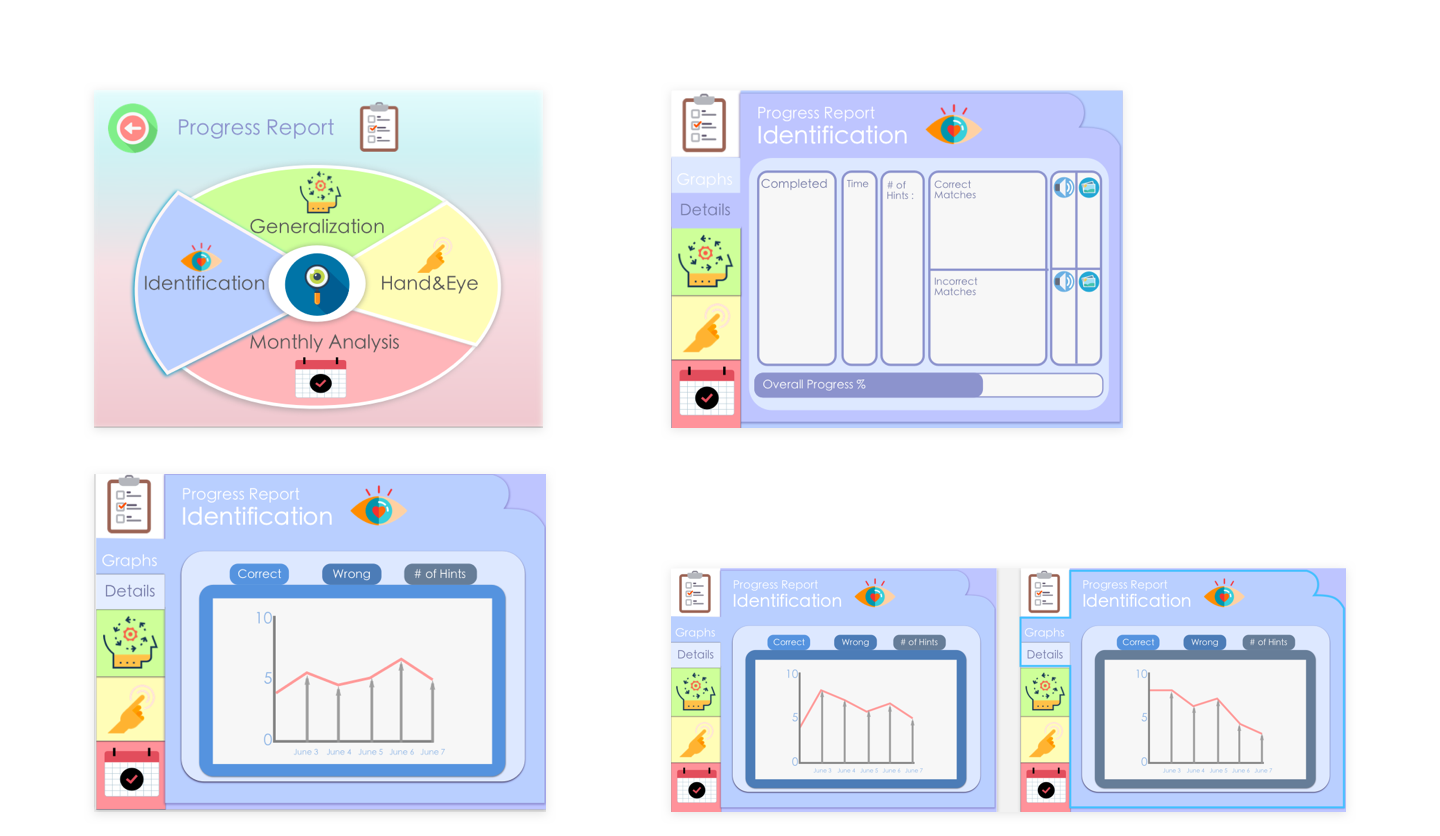 Progress Report
Generalization
Identification
Hand&Eye
Monthly Analysis
Progress Report
Identification
Graphs
Details
Completed
Time
# of
Hints :
Correct
Matches
Incorrect
Matches
Overall Progress %
Progress Report
Identification
Graphs
Details
Correct
Wrong
# of Hints
10
5
0
June 3
June 4
June 5
June 6
June 7
Progress Report
Identification
Graphs
Details
Correct
Wrong
# of Hints
10
5
0
June 3
June 4
June 5
June 6
June 7
Progress Report
Identification
Graphs
Details
Correct
Wrong
# of Hints
10
5
0
June 3
June 4
June 5
June 6
June 7